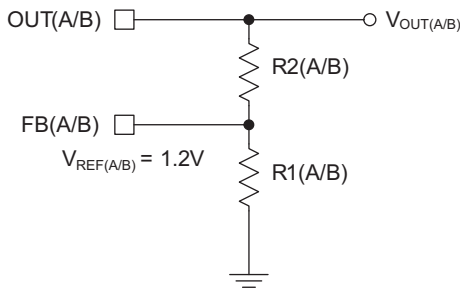 OUT(A/B)
VOUT(A/B)
R2(A/B)
FB(A/B)
VREF(A/B) = 1.2V
R1(A/B)